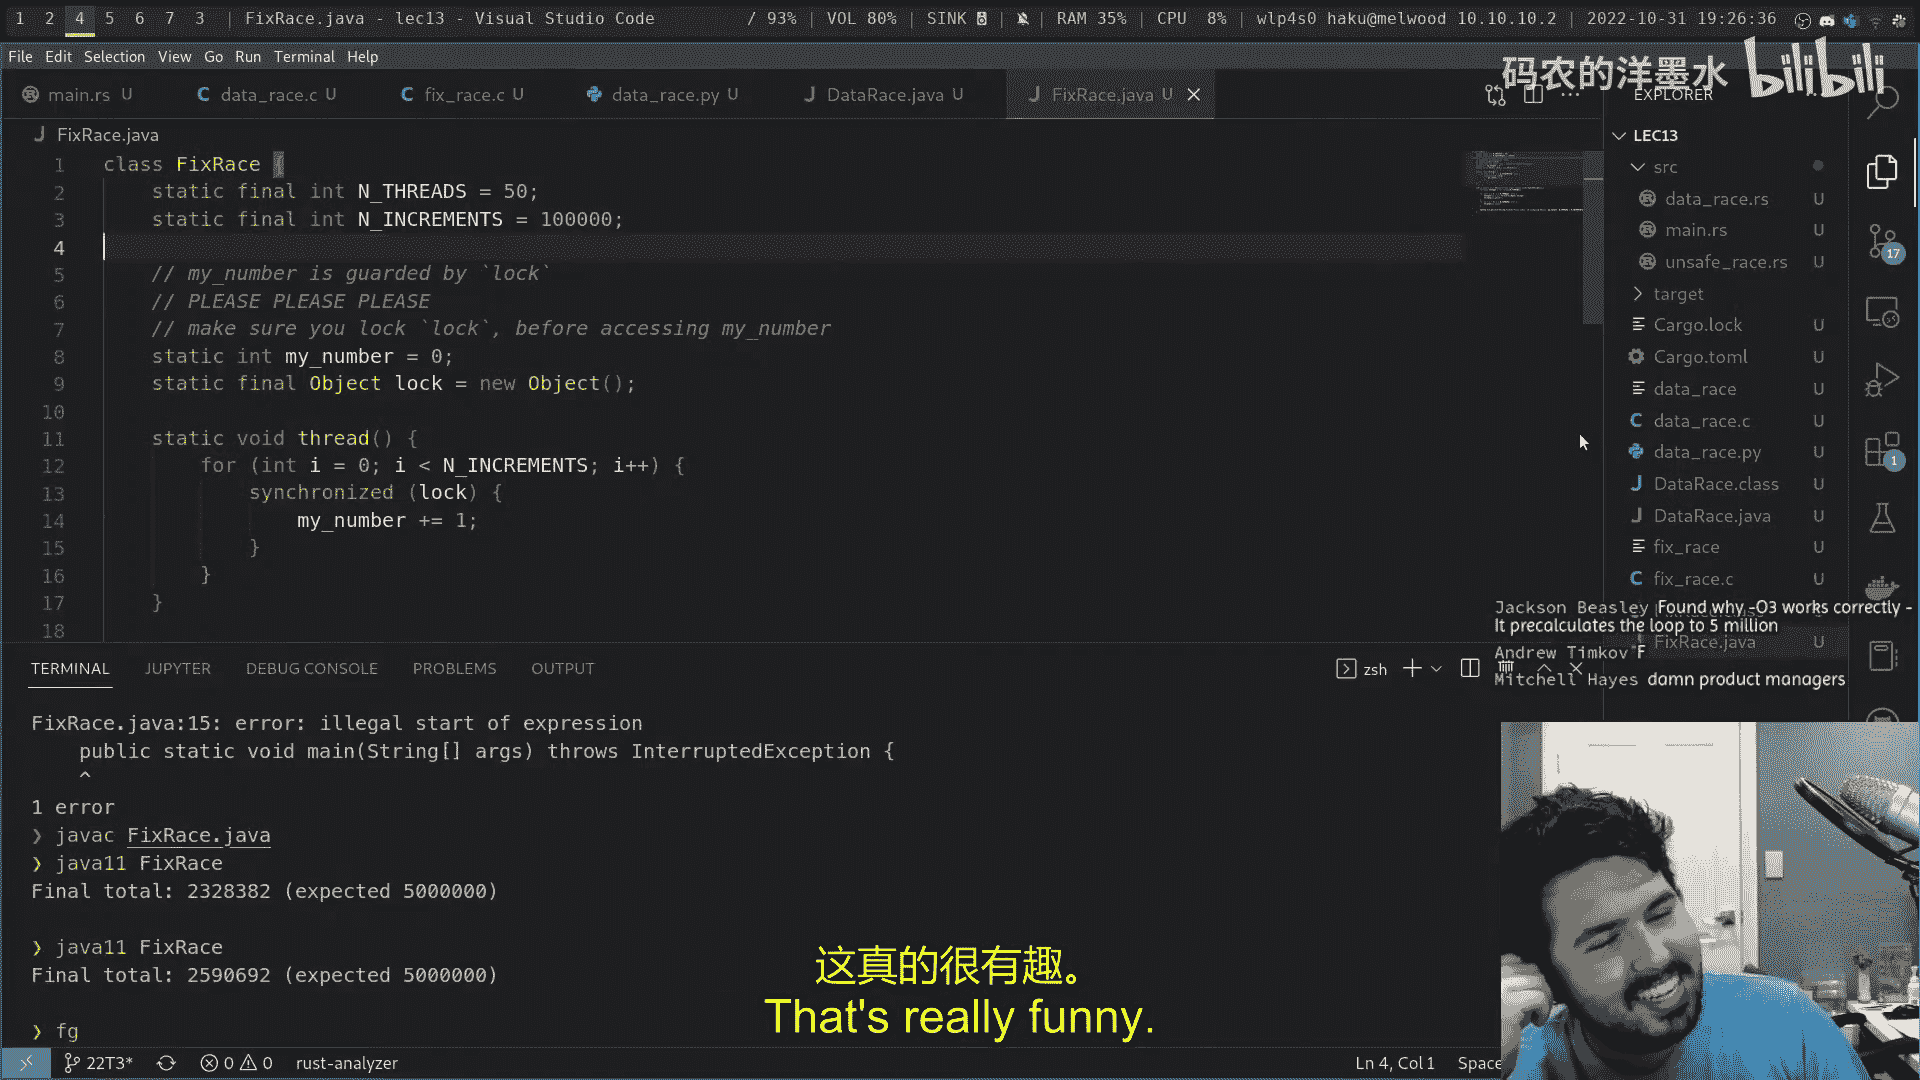 1 2 4 5 6 7 3 | FixRace.java - lec13 - Visual Studio Code
/ 93% | VOL 80% | SINK | RAM 35% | CPU 8% | wlp4s0 haku@melwood 10.10.10.2 | 2022-10-31 19:26:36
File Edit Selection View Go Run Terminal Help
码农的洋墨水 bilibili
main.rs U data_race.c U fix_race.c U data_race.py U DataRace.java U FixRace.java U
EXPLORER
FixRace.java
1 class FixRace {
2 static final int N_THREADS = 50;
3 static final int N_INCREMENTS = 100000;
4
5 // my_number is guarded by `lock`
6 // PLEASE PLEASE PLEASE
7 // make sure you lock `lock`, before accessing my_number
8 static int my_number = 0;
9 static final Object lock = new Object();
10
11 static void thread() {
12 for (int i = 0; i < N_INCREMENTS; i++) {
13 synchronized (lock) {
14 my_number += 1;
15 }
16 }
17 }
18
LEC13
src
data_race.rs U
main.rs U
unsafe_race.rs U
target
Cargo.lock U
Cargo.toml U
data_race U
data_race.c U
data_race.py U
DataRace.class U
DataRace.java U
fix_race U
fix_race.c U
FixRace.java U
17
1
Jackson Beasley Found why -O3 works correctly -
It precalculates the loop to 5 million
Andrew Timkov F
Mitchell Hayes damn product managers
TERMINAL JUPYTER DEBUG CONSOLE PROBLEMS OUTPUT
zsh
FixRace.java:15: error: illegal start of expression
public static void main(String[] args) throws InterruptedException {
^
1 error
❯ javac FixRace.java
❯ java11 FixRace
Final total: 2328382 (expected 5000000)
❯ java11 FixRace
Final total: 2590692 (expected 5000000)
❯ fg
这真的很有趣。
That's really funny.
22T3* 0 0 rust-analyzer
Ln 4, Col 1 Space